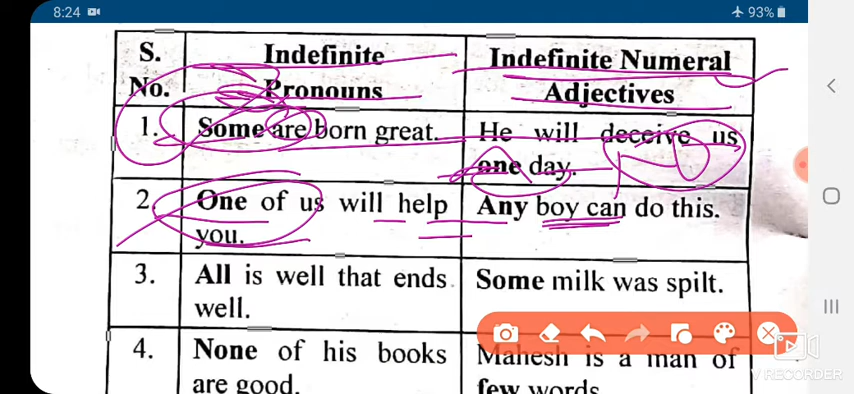 8:24
93%
S. No.
Indefinite Pronouns
Indefinite Numeral Adjectives
1.
Some are born great.
He will deceive us
one day.
2.
One of us will help
you.
Any boy can do this.
3.
All is well that ends
well.
Some milk was spilt.
4.
None of his books
are good.
Mahesh is a man of
few words.
V RECORDER